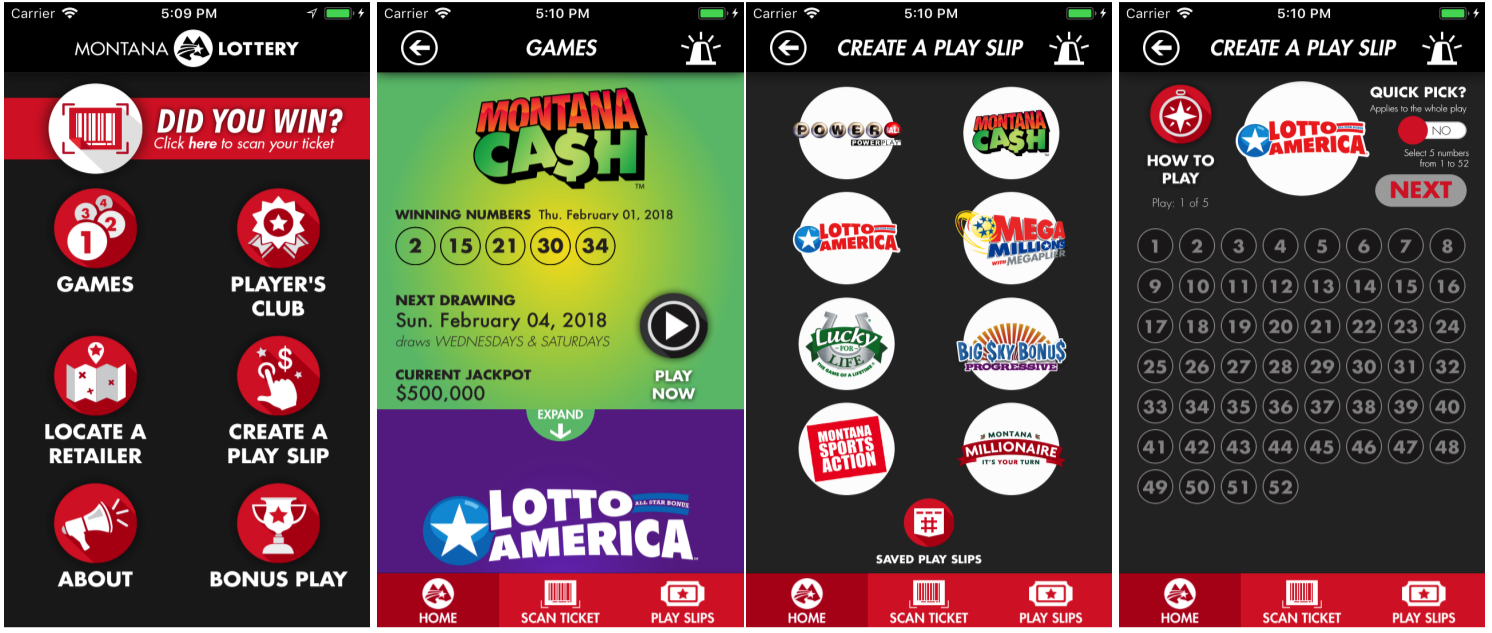 Carrier 5:09 PM
MONTANA LOTTERY
DID YOU WIN?
Click here to scan your ticket
1 2 3 4
GAMES
PLAYER'S
CLUB
LOCATE A
RETAILER
$
CREATE A
PLAY SLIP
ABOUT
BONUS PLAY
Carrier 5:10 PM
GAMES
MONTANA
CA$H
TM
WINNING NUMBERS Thu. February 01, 2018
2 15 21 30 34
NEXT DRAWING
Sun. February 04, 2018
draws WEDNESDAYS & SATURDAYS
CURRENT JACKPOT
$500,000
PLAY
NOW
EXPAND
LOTTO
ALL STAR BONUS
AMERICA
HOME
SCAN TICKET
PLAY SLIPS
Carrier 5:10 PM
CREATE A PLAY SLIP
POWERBALL
POWERPLAY
MONTANA
CA$H
LOTTO
AMERICA
MEGA
MILLIONS
WITH MEGAPLIER
Lucky
FOR
LIFE
THE GAME OF A LIFETIME
BIG SKY BONUS
PROGRESSIVE
MONTANA
SPORTS
ACTION
MONTANA
MILLIONAIRE
IT'S YOUR TURN
#
SAVED PLAY SLIPS
HOME
SCAN TICKET
PLAY SLIPS
Carrier 5:10 PM
CREATE A PLAY SLIP
HOW TO
PLAY
Play: 1 of 5
LOTTO
AMERICA
QUICK PICK?
Applies to the whole play
NO
Select 5 numbers
from 1 to 52
NEXT
1 2 3 4 5 6 7 8
9 10 11 12 13 14 15 16
17 18 19 20 21 22 23 24
25 26 27 28 29 30 31 32
33 34 35 36 37 38 39 40
41 42 43 44 45 46 47 48
49 50 51 52
HOME
SCAN TICKET
PLAY SLIPS